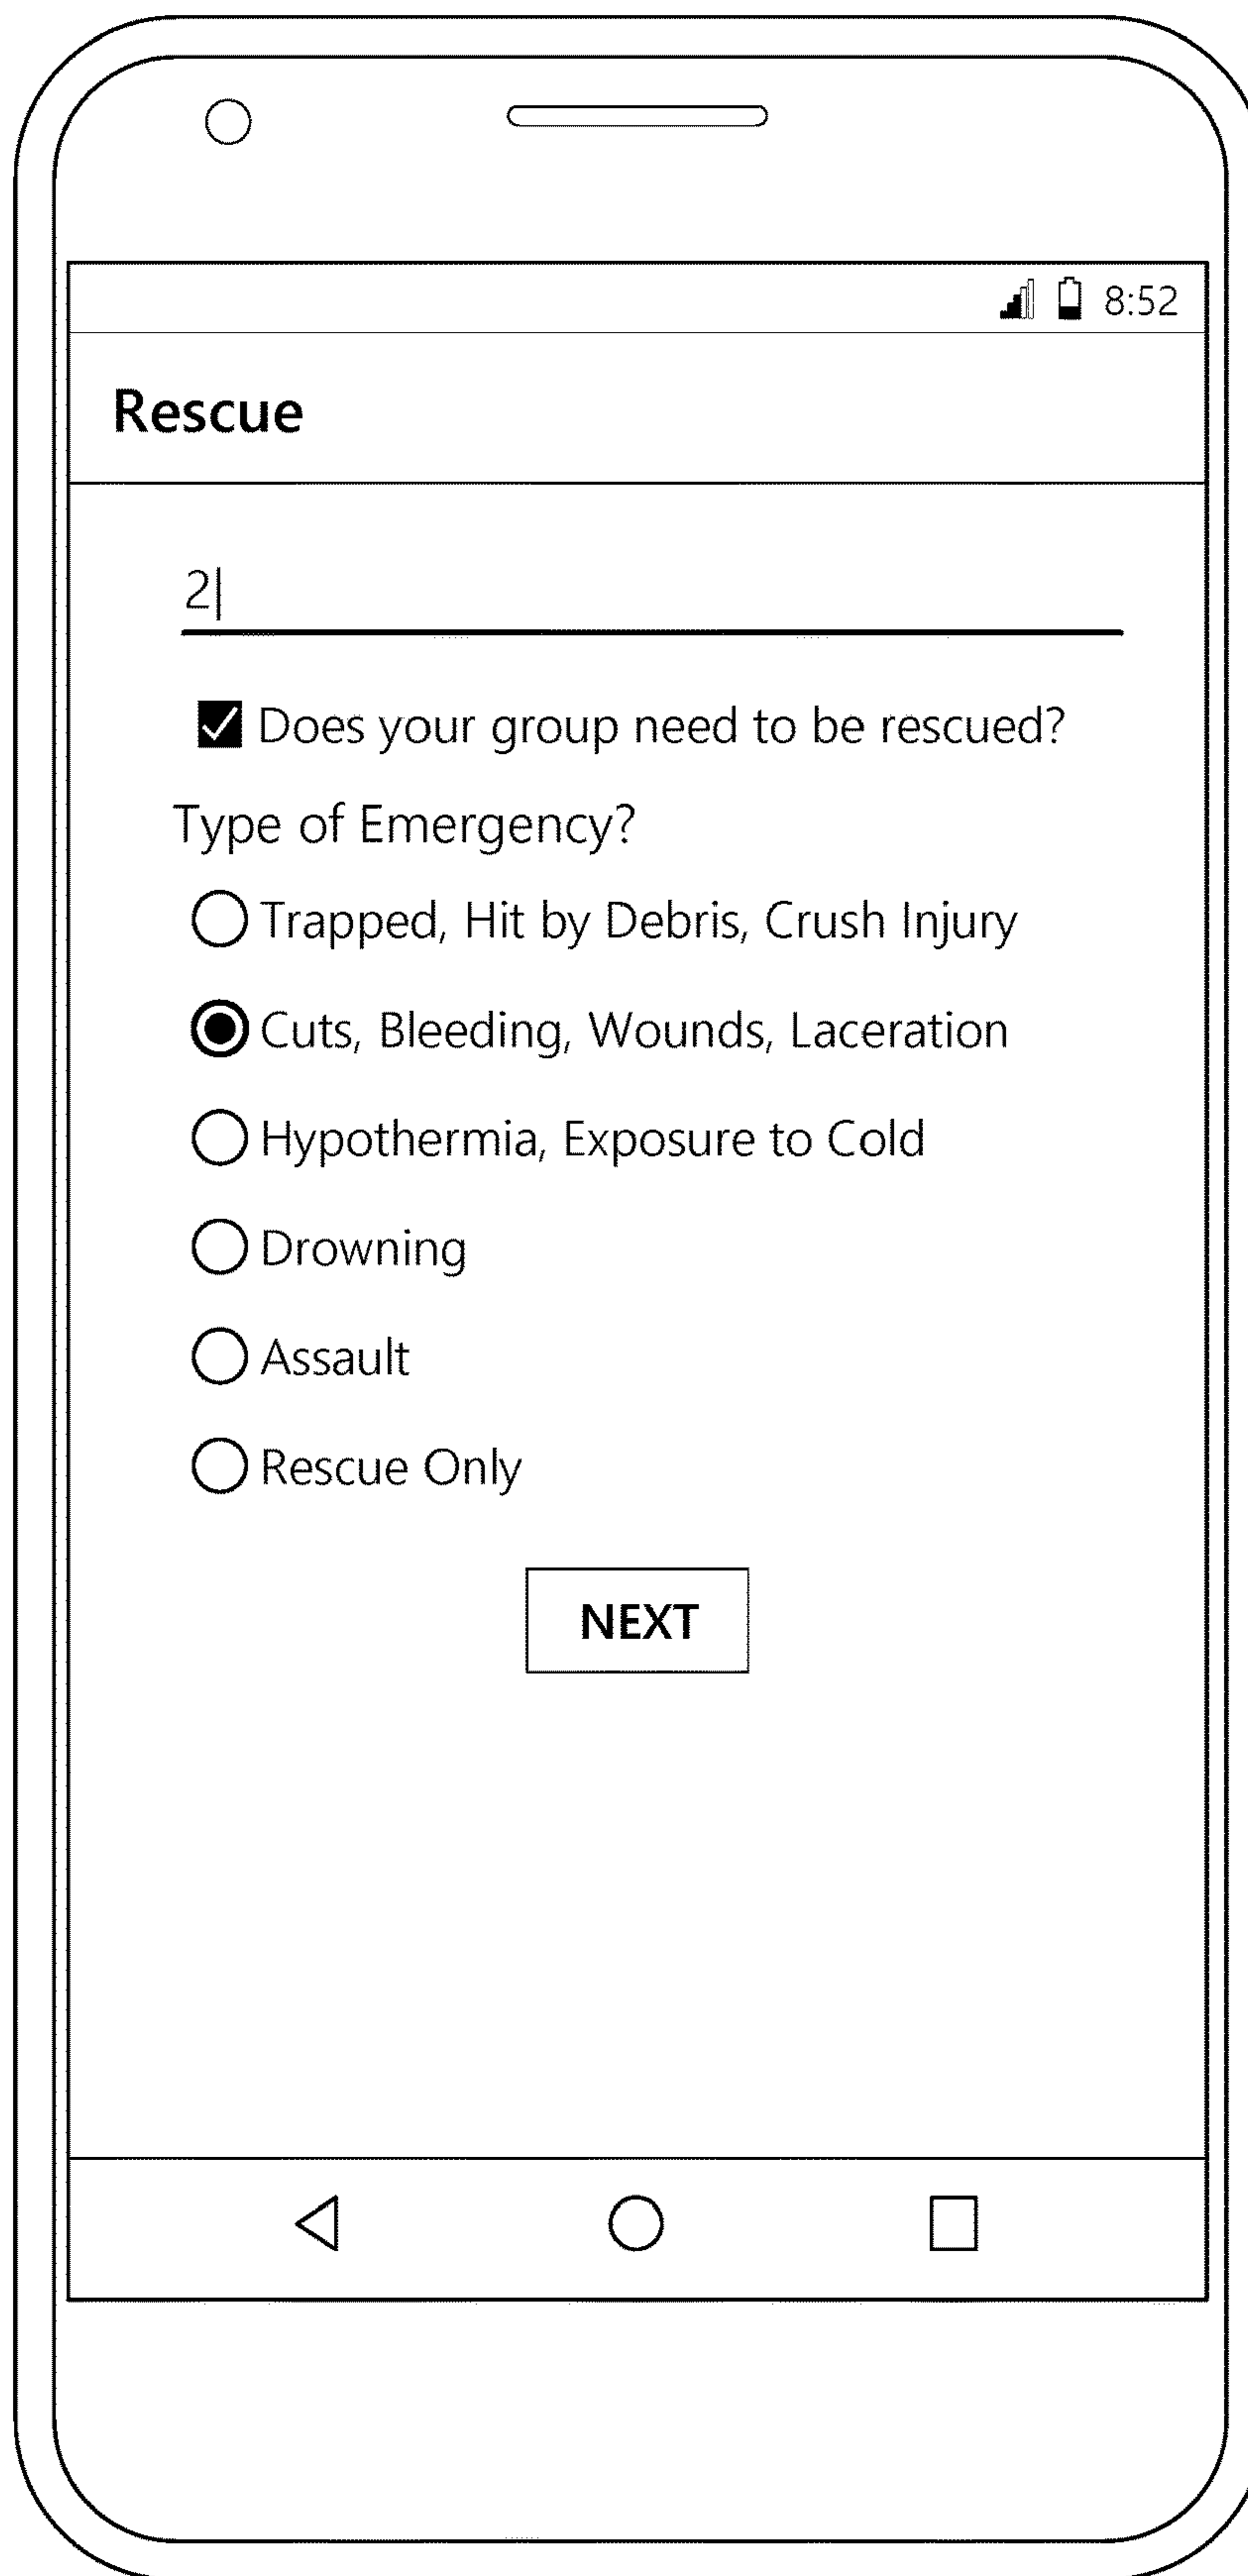 8:52
Rescue
2
Does your group need to be rescued?
Type of Emergency?
Trapped, Hit by Debris, Crush Injury
Cuts, Bleeding, Wounds, Laceration
Hypothermia, Exposure to Cold
Drowning
Assault
Rescue Only
NEXT